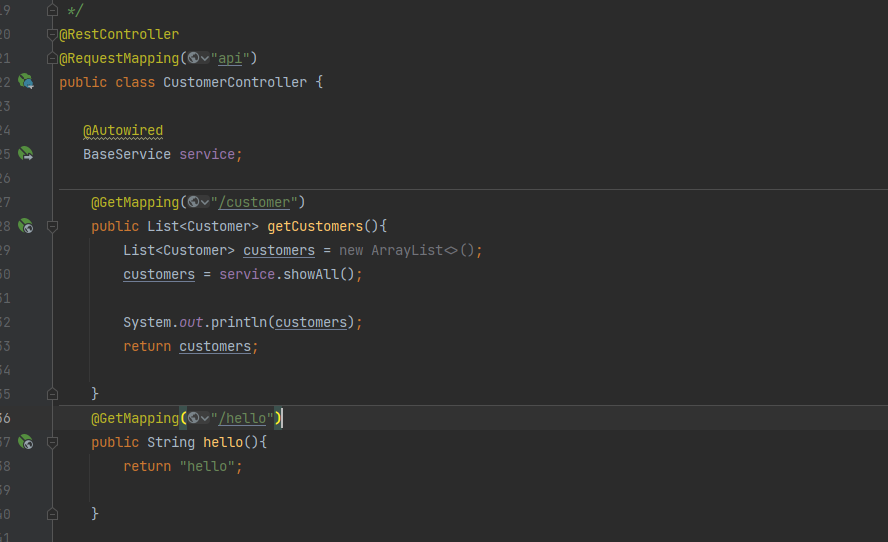 19 */
20 @RestController
21 @RequestMapping("api")
22 public class CustomerController {
23
24 @Autowired
25 BaseService service;
26
27 @GetMapping("/customer")
28 public List<Customer> getCustomers(){
29 List<Customer> customers = new ArrayList<>();
30 customers = service.showAll();
31
32 System.out.println(customers);
33 return customers;
34
35 }
36 @GetMapping("/hello")
37 public String hello(){
38 return "hello";
39
40 }
41